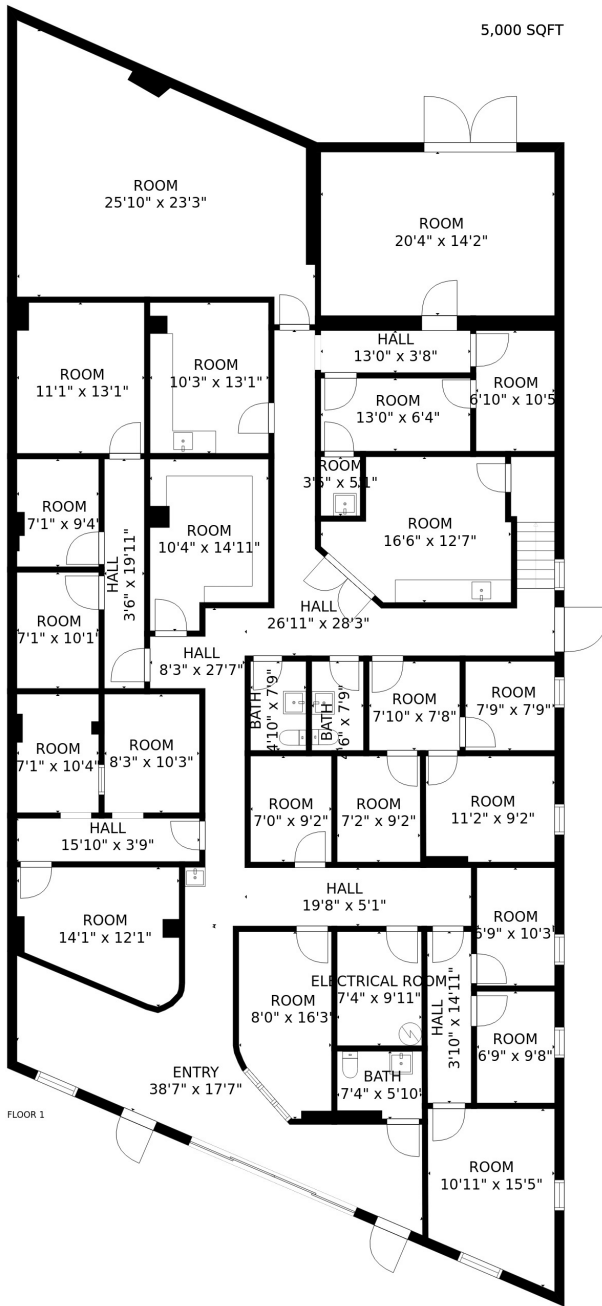 5,000 SQFT
ROOM
25'10" x 23'3"
ROOM
20'4" x 14'2"
HALL
13'0" x 3'8"
ROOM
11'1" x 13'1"
ROOM
10'3" x 13'1"
ROOM
13'0" x 6'4"
ROOM
6'10" x 10'5
ROOM
3'5" x 5'1"
ROOM
7'1" x 9'4"
HALL
3'6" x 19'11"
ROOM
10'4" x 14'11"
ROOM
16'6" x 12'7"
ROOM
7'1" x 10'1"
HALL
26'11" x 28'3"
HALL
8'3" x 27'7"
BATH
4'10" x 7'9"
BATH
4'6" x 7'9"
ROOM
7'10" x 7'8"
ROOM
7'9" x 7'9"
ROOM
7'1" x 10'4"
ROOM
8'3" x 10'3"
ROOM
7'0" x 9'2"
ROOM
7'2" x 9'2"
ROOM
11'2" x 9'2"
HALL
15'10" x 3'9"
HALL
19'8" x 5'1"
ROOM
14'1" x 12'1"
ROOM
5'9" x 10'3"
ROOM
8'0" x 16'3"
ELECTRICAL ROOM
7'4" x 9'11"
HALL
3'10" x 14'11"
ROOM
6'9" x 9'8"
ENTRY
38'7" x 17'7"
BATH
7'4" x 5'10"
FLOOR 1
ROOM
10'11" x 15'5"